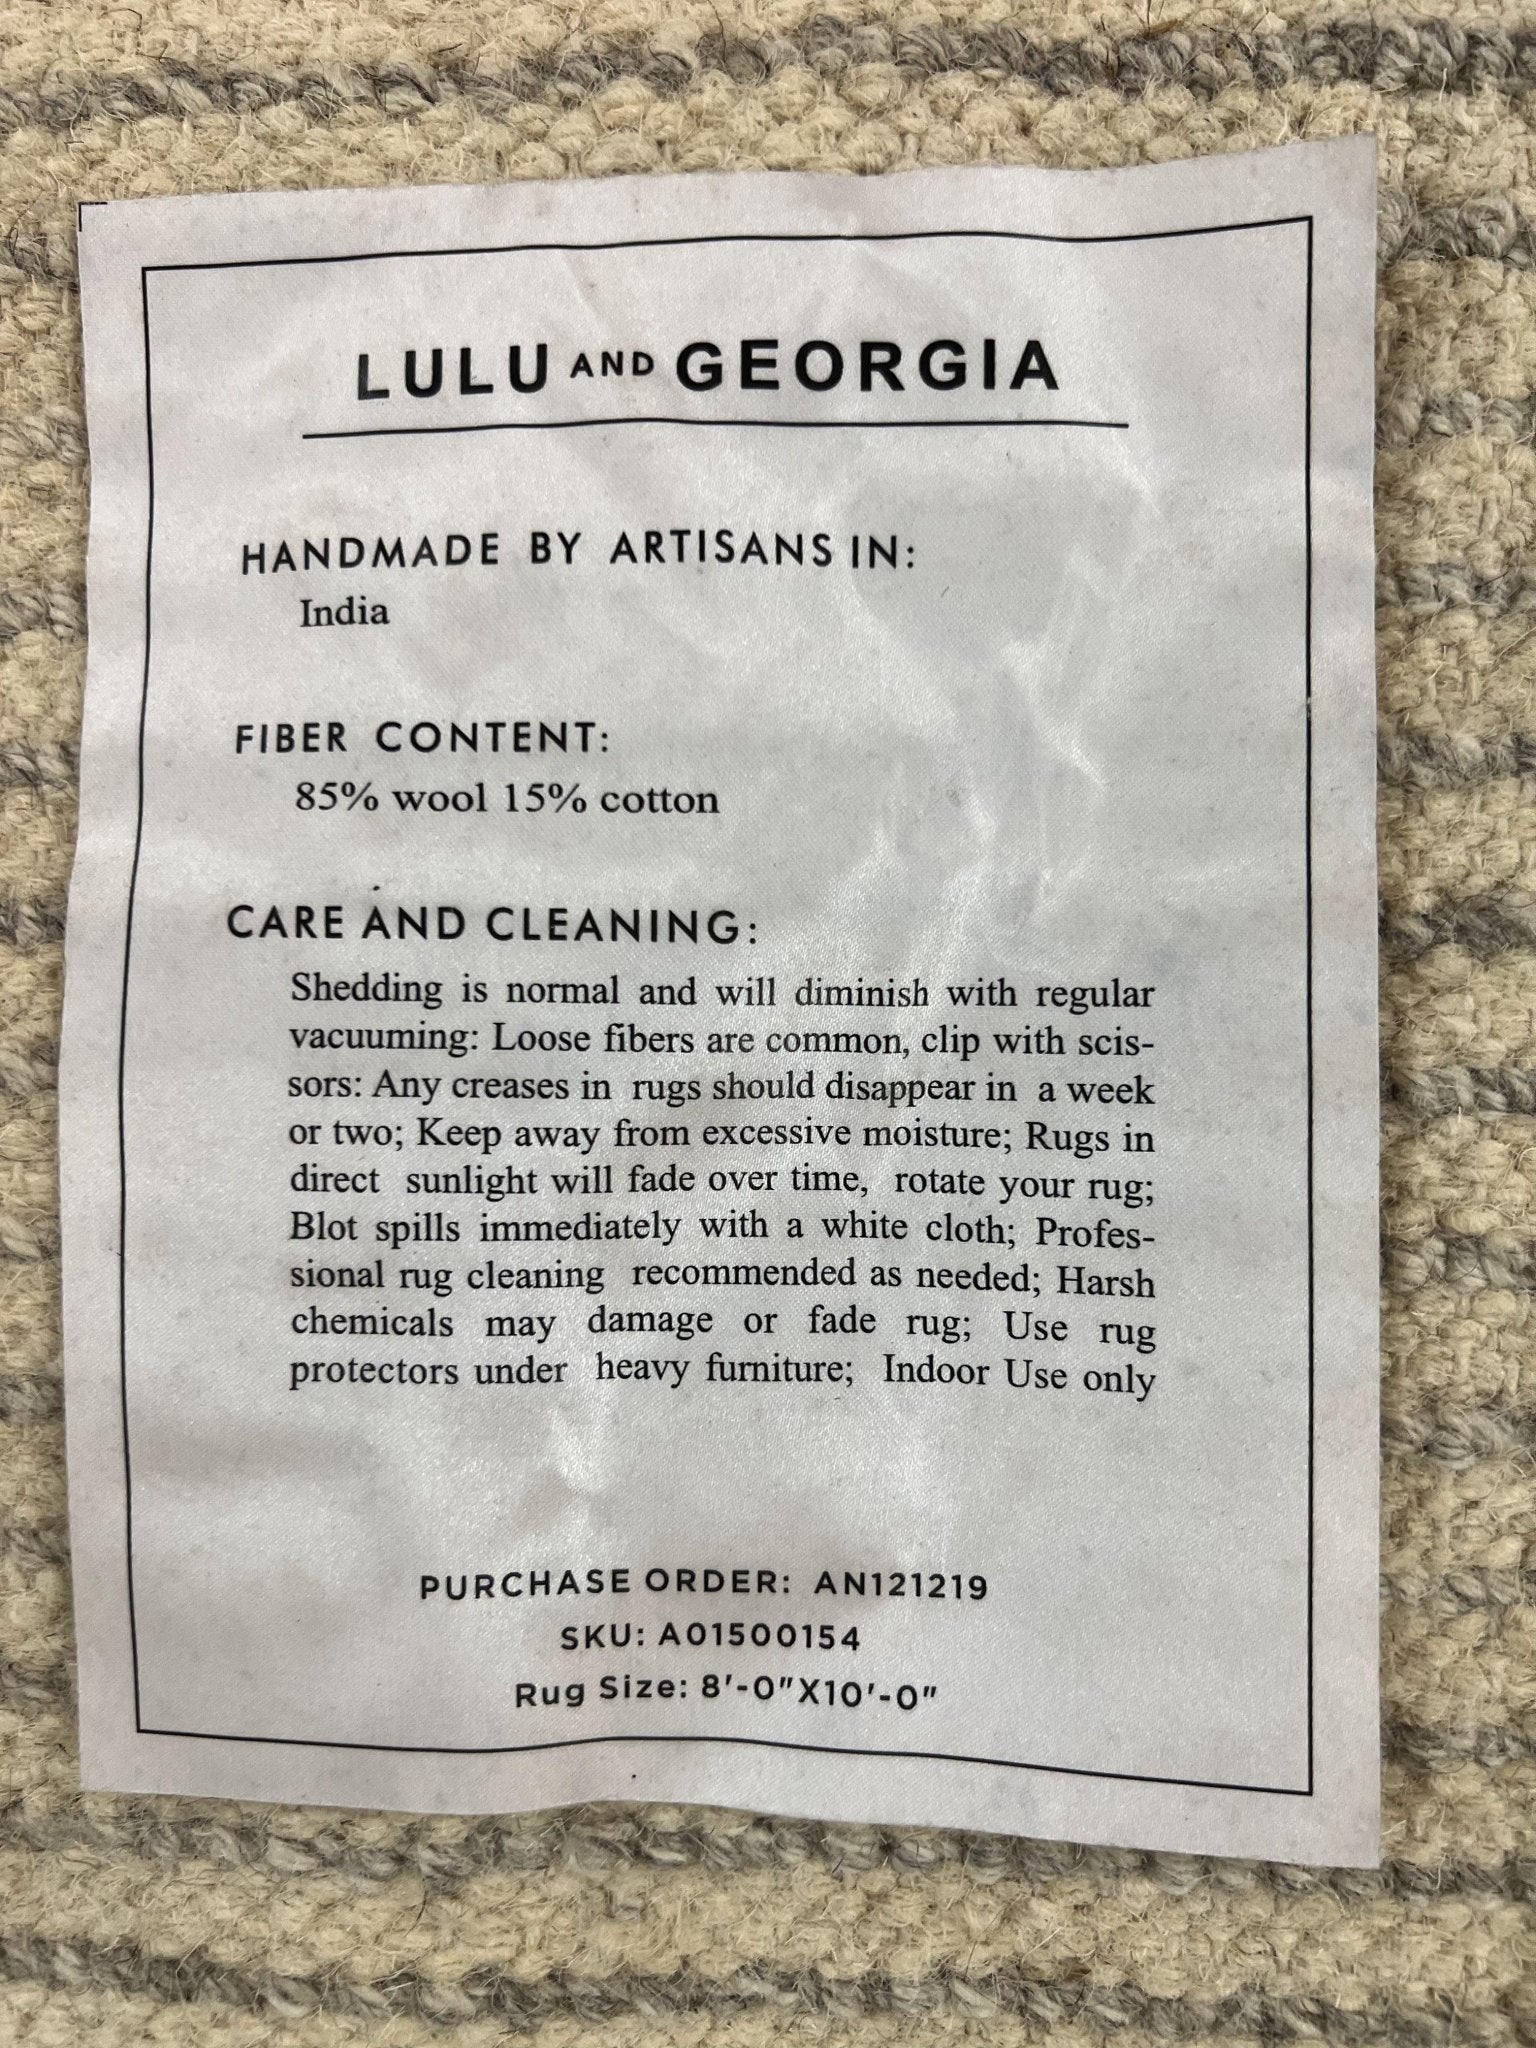 LULU AND GEORGIA
HANDMADE BY ARTISANS IN:
India
FIBER CONTENT:
85% wool 15% cotton
CARE AND CLEANING:
Shedding is normal and will diminish with regular
vacuuming: Loose fibers are common, clip with scis-
sors: Any creases in rugs should disappear in a week
or two; Keep away from excessive moisture; Rugs in
direct sunlight will fade over time, rotate your rug;
Blot spills immediately with a white cloth; Profes-
sional rug cleaning recommended as needed; Harsh
chemicals may damage or fade rug; Use rug
protectors under heavy furniture; Indoor Use only
PURCHASE ORDER: AN121219
SKU: A01500154
Rug Size: 8'-0"X10'-0"